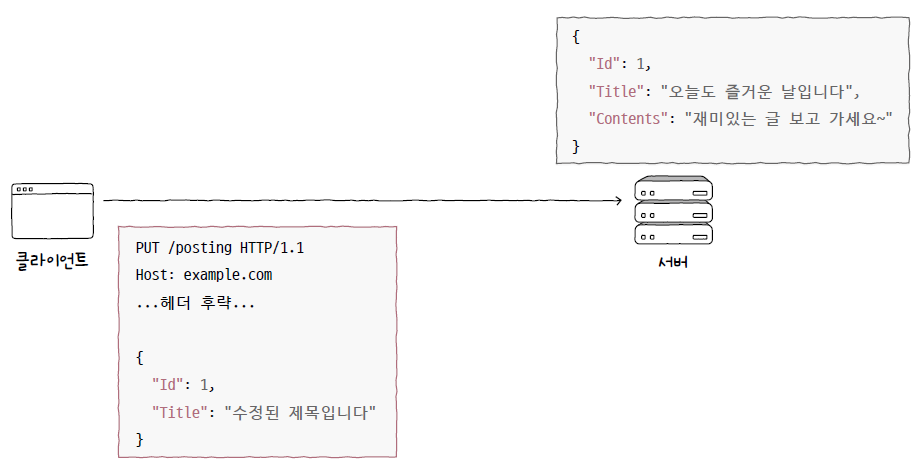 {
"Id": 1,
"Title": "오늘도 즐거운 날입니다",
"Contents": "재미있는 글 보고 가세요~"
}
클라이언트
서버
PUT /posting HTTP/1.1
Host: example.com
...헤더 후략...
{
"Id": 1,
"Title": "수정된 제목입니다"
}